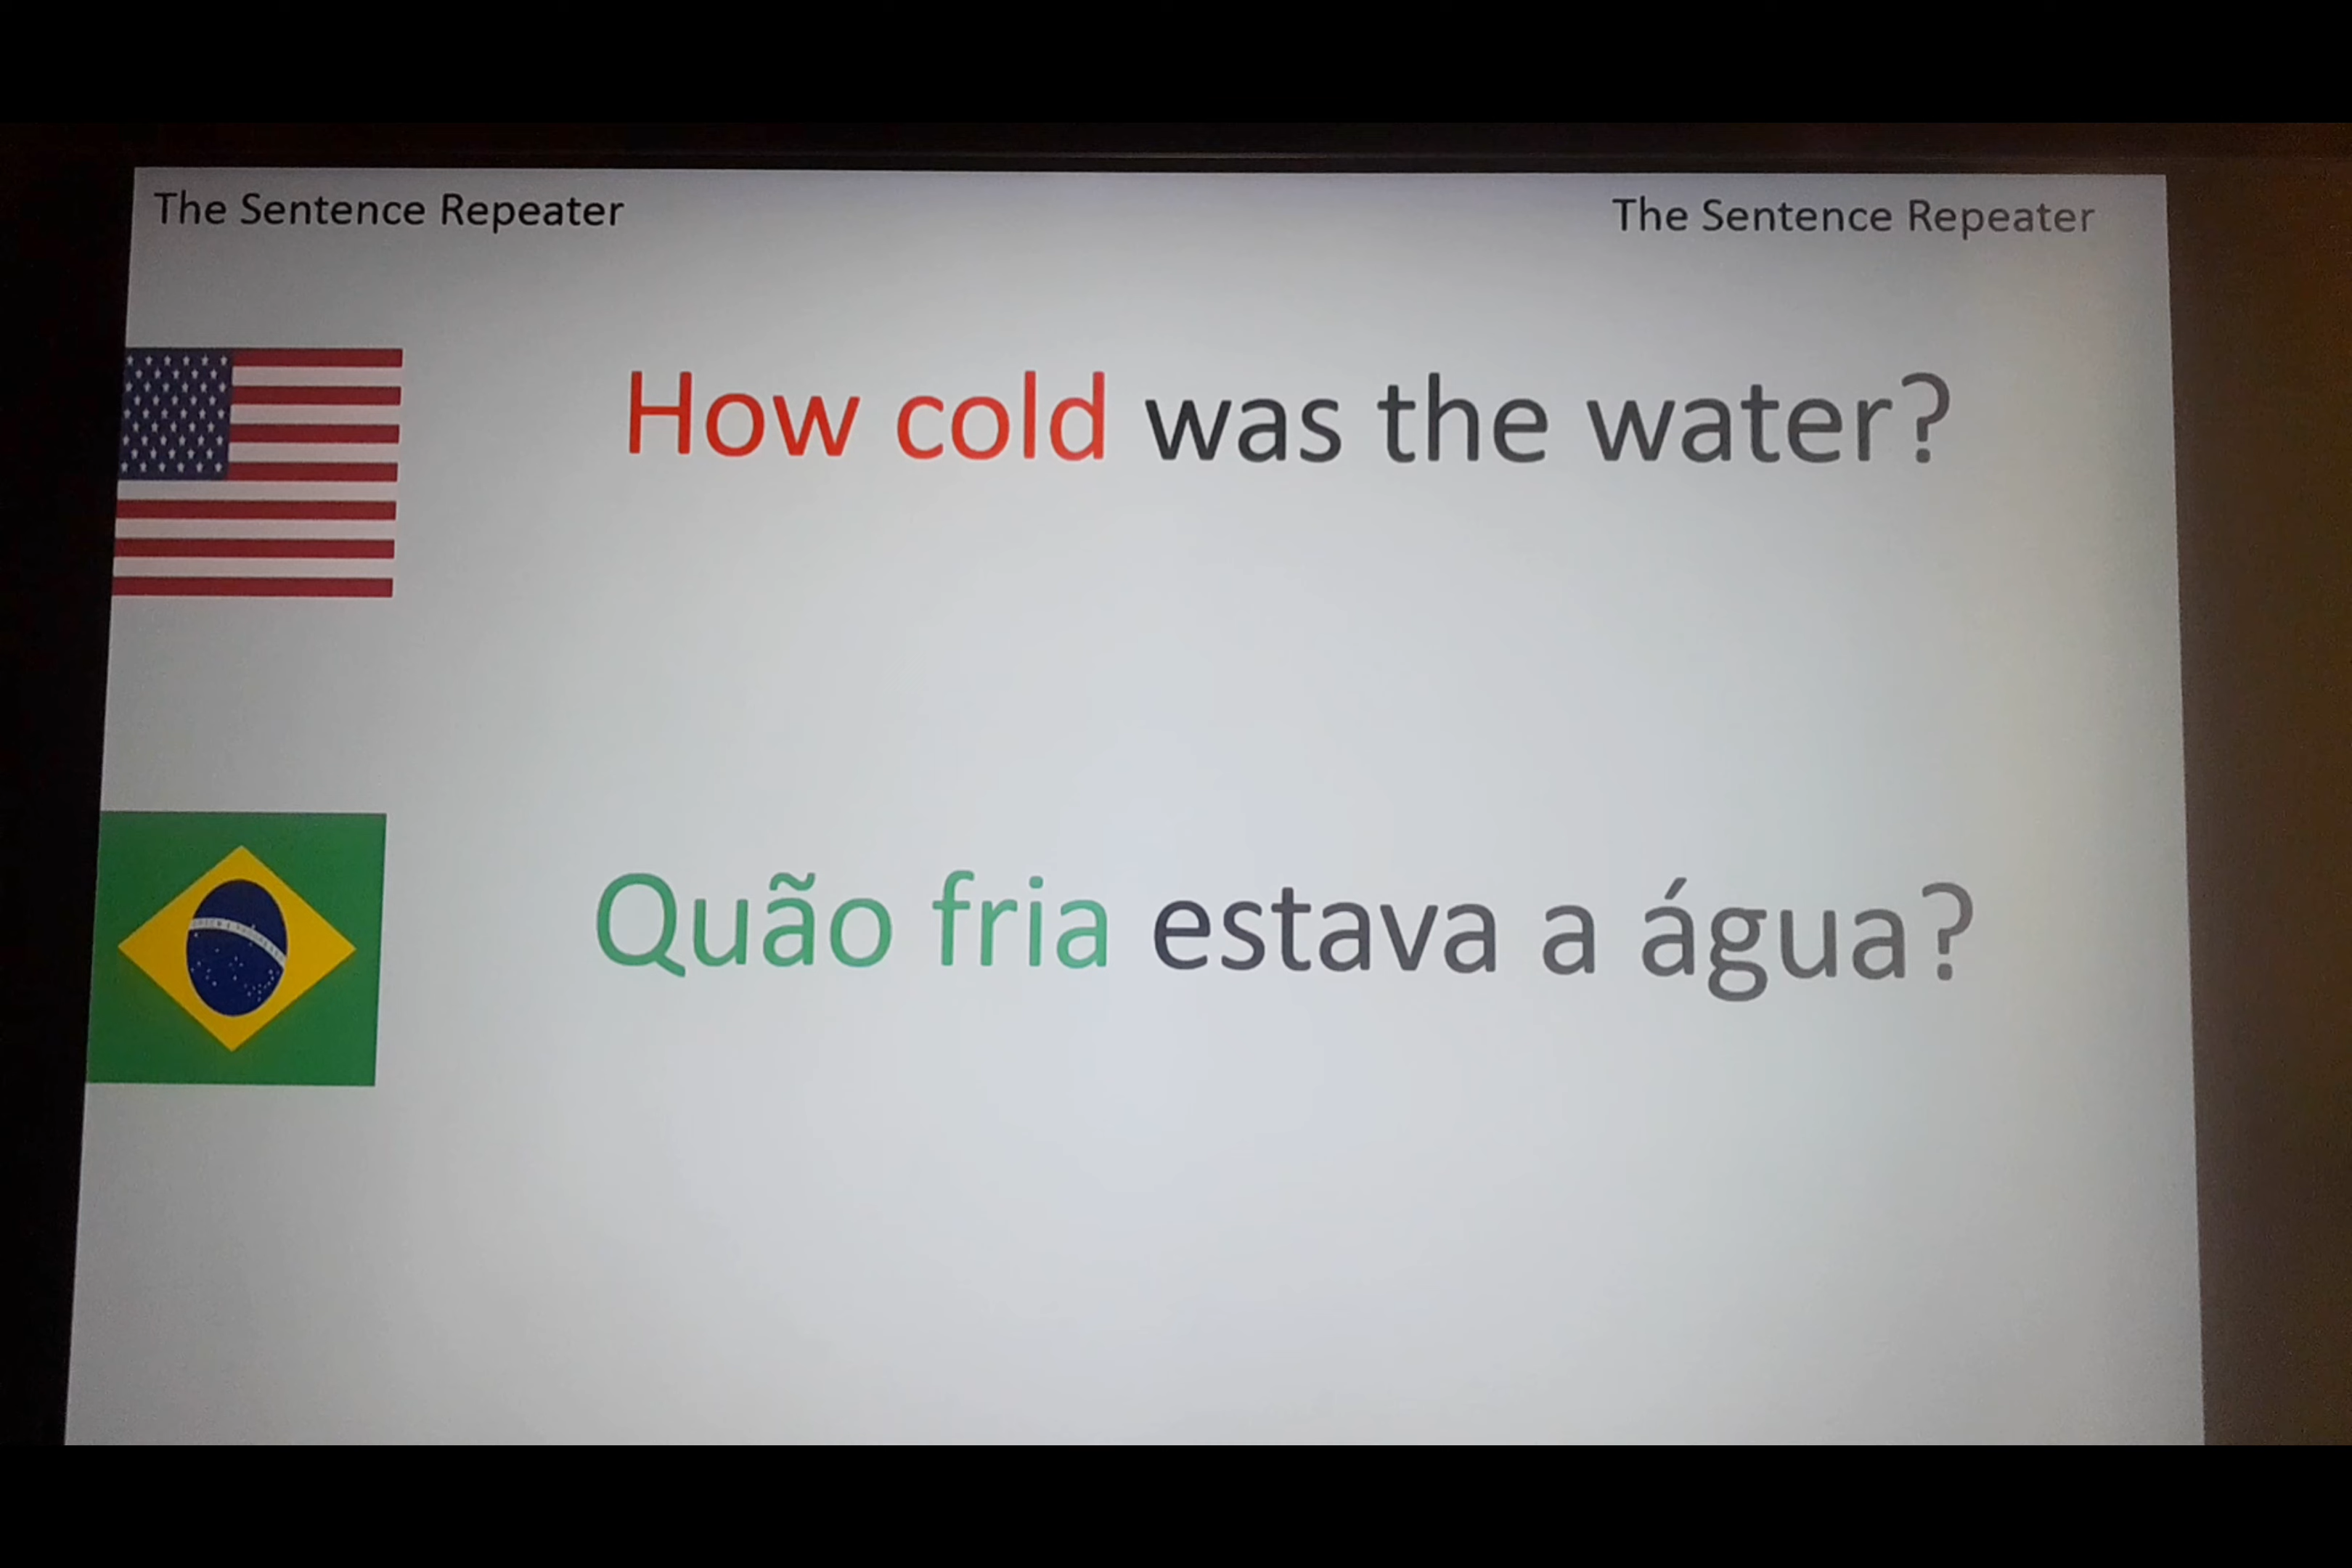 The Sentence Repeater
The Sentence Repeater
How cold was the water?
Quão fria estava a água?